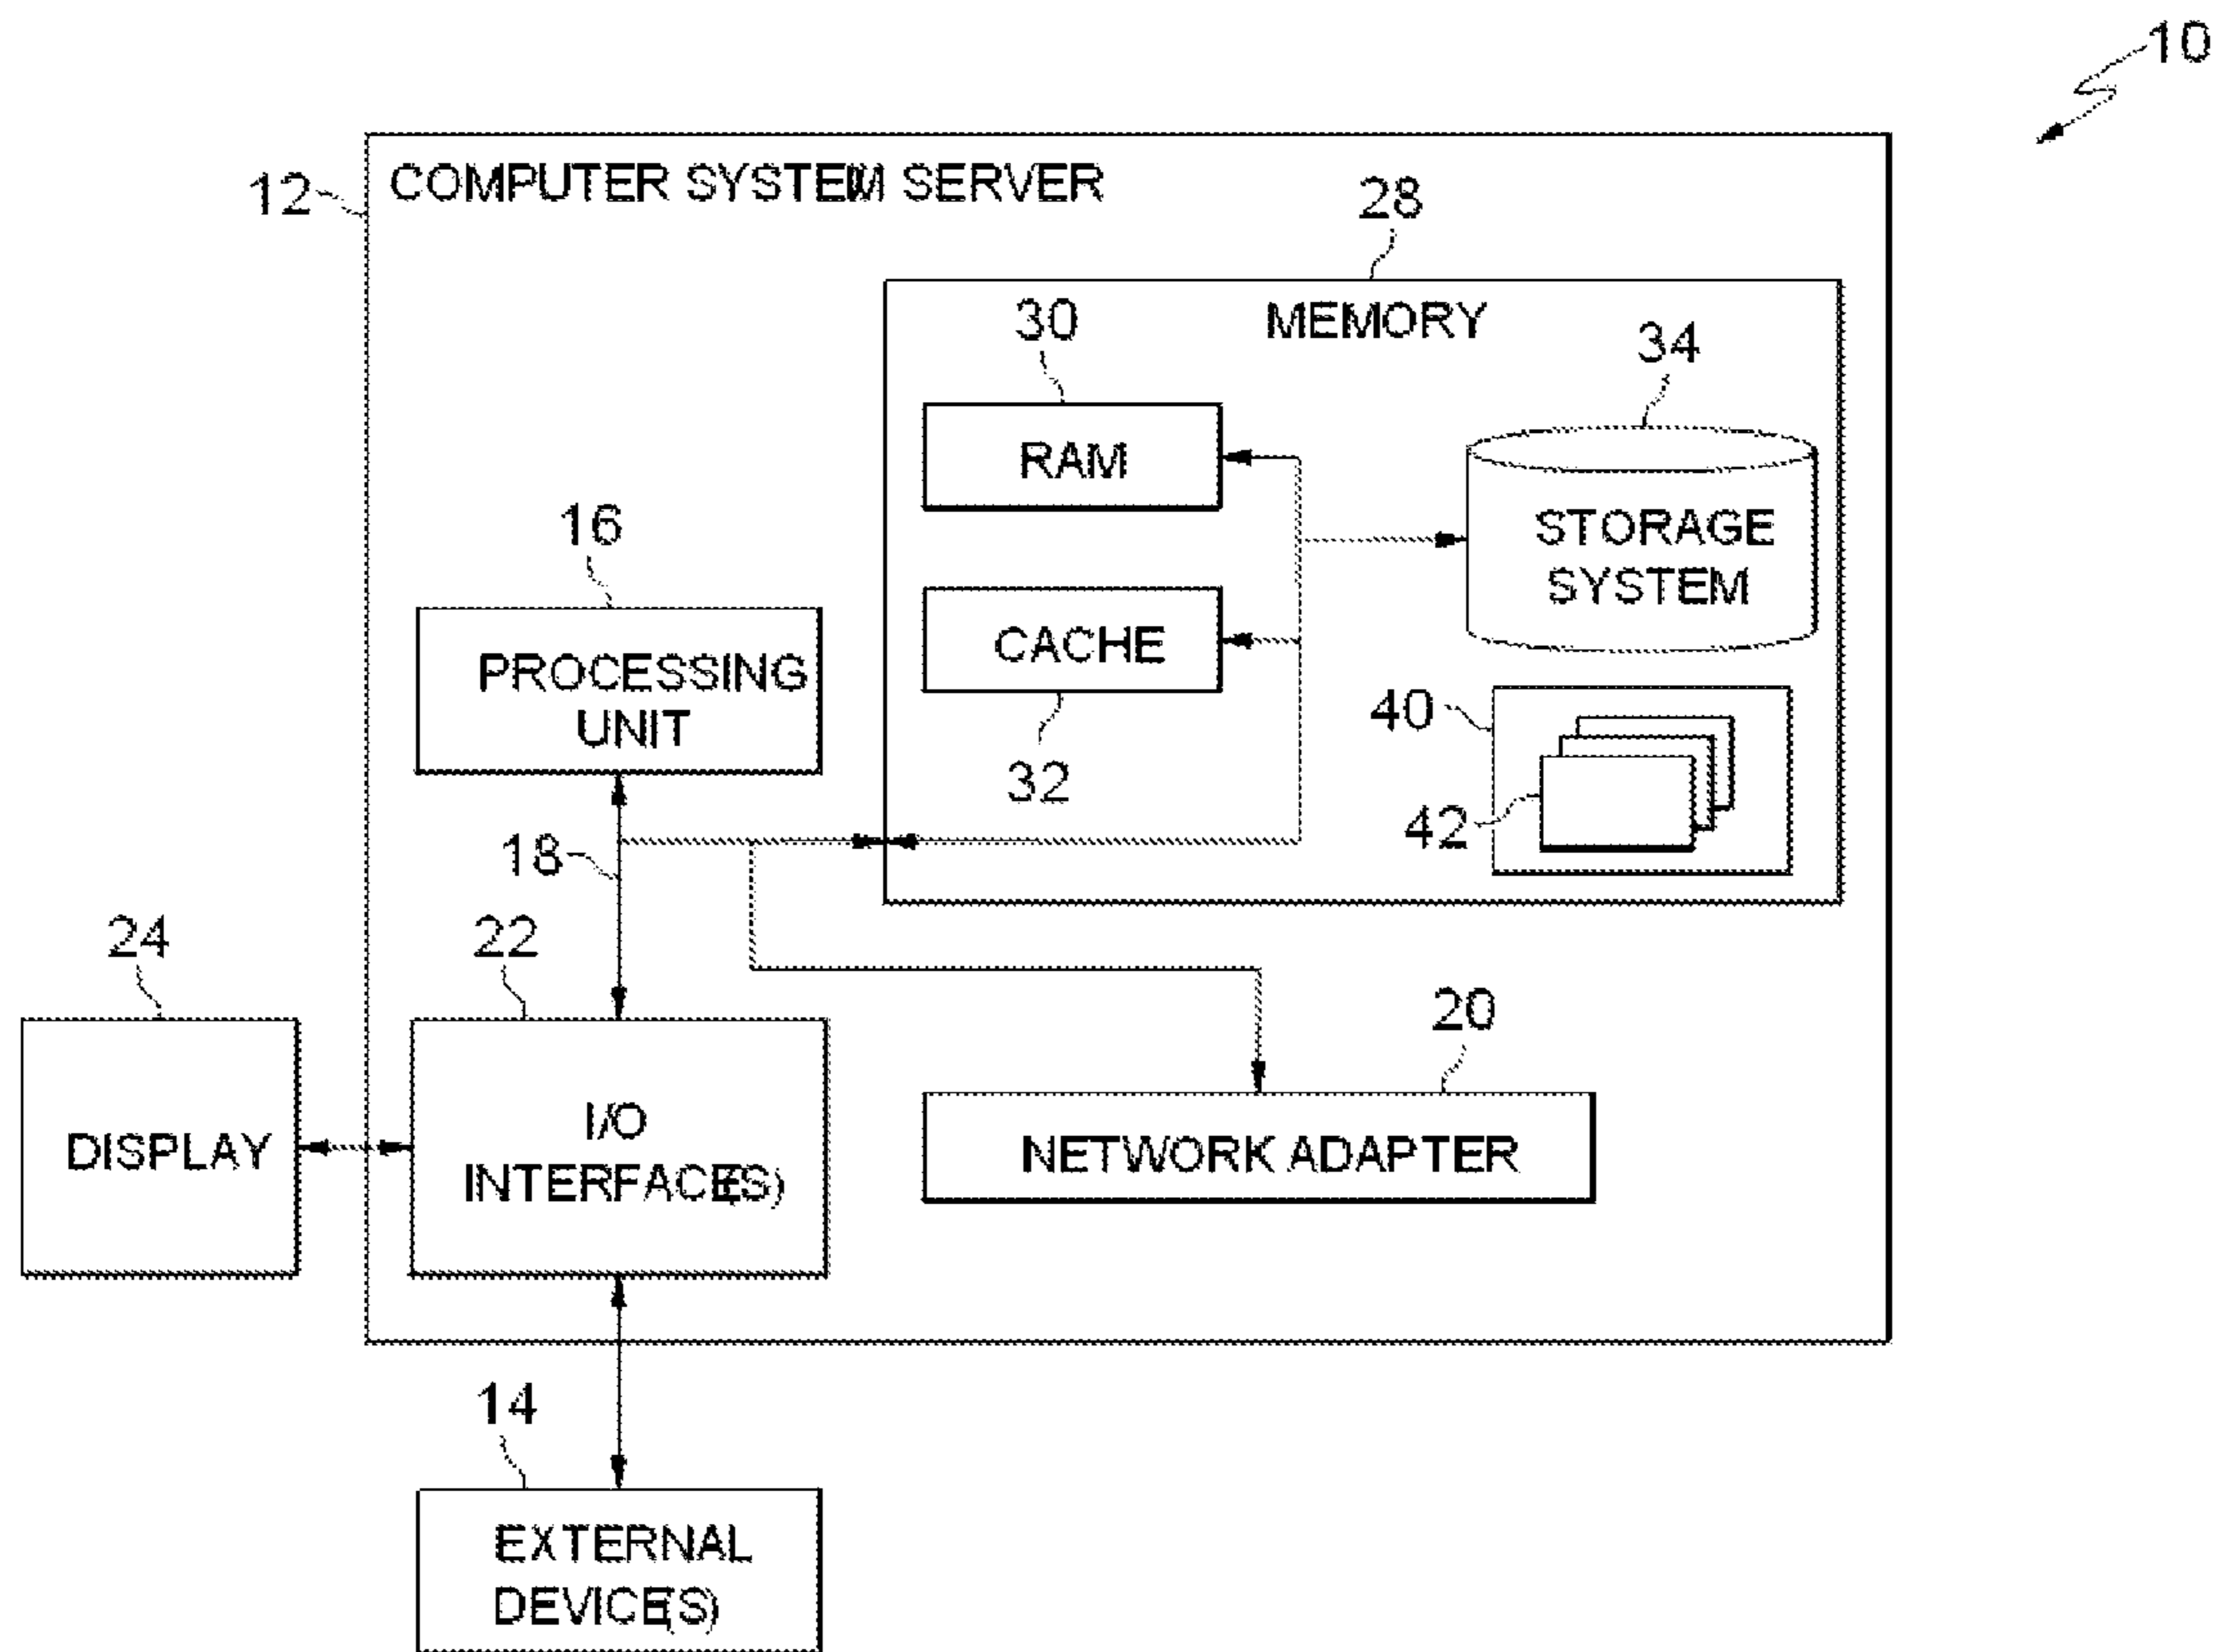 10
12
COMPUTER SYSTEM SERVER
28
MEMORY
30
34
RAM
STORAGE
SYSTEM
16
PROCESSING
UNIT
CACHE
32
40
42
18
24
22
20
DISPLAY
I/O
INTERFACE(S)
NETWORK ADAPTER
14
EXTERNAL
DEVICE(S)